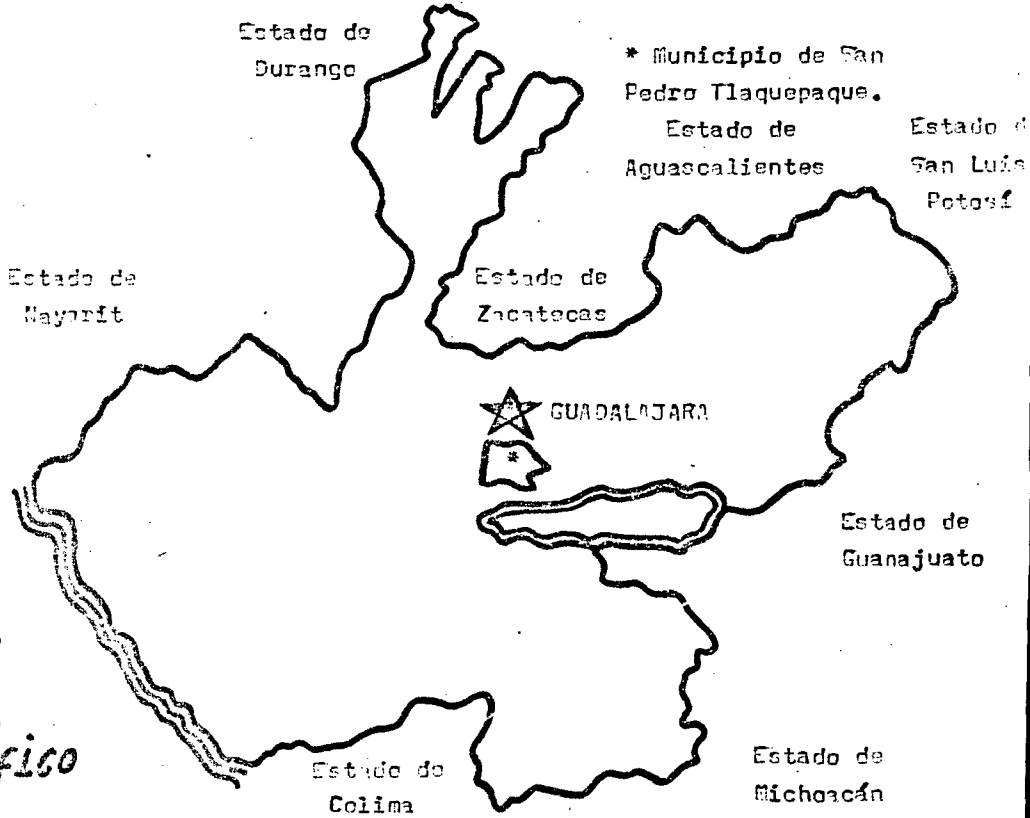 Estado de
Durango
* Municipio de San
Pedro Tlaquepaque.
Estado de
Aguascalientes
Estado d
San Luis
Potosí
Estado de
Nayarit
Estado de
Zacatecas
GUADALAJARA
*
Estado de
Guanajuato
fico
Estado de
Colima
Estado de
Michoacán